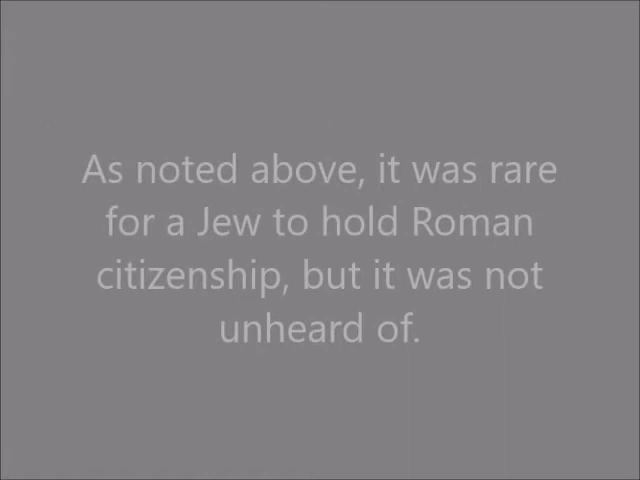 As noted above, it was rare
for a Jew to hold Roman
citizenship, but it was not
unheard of.